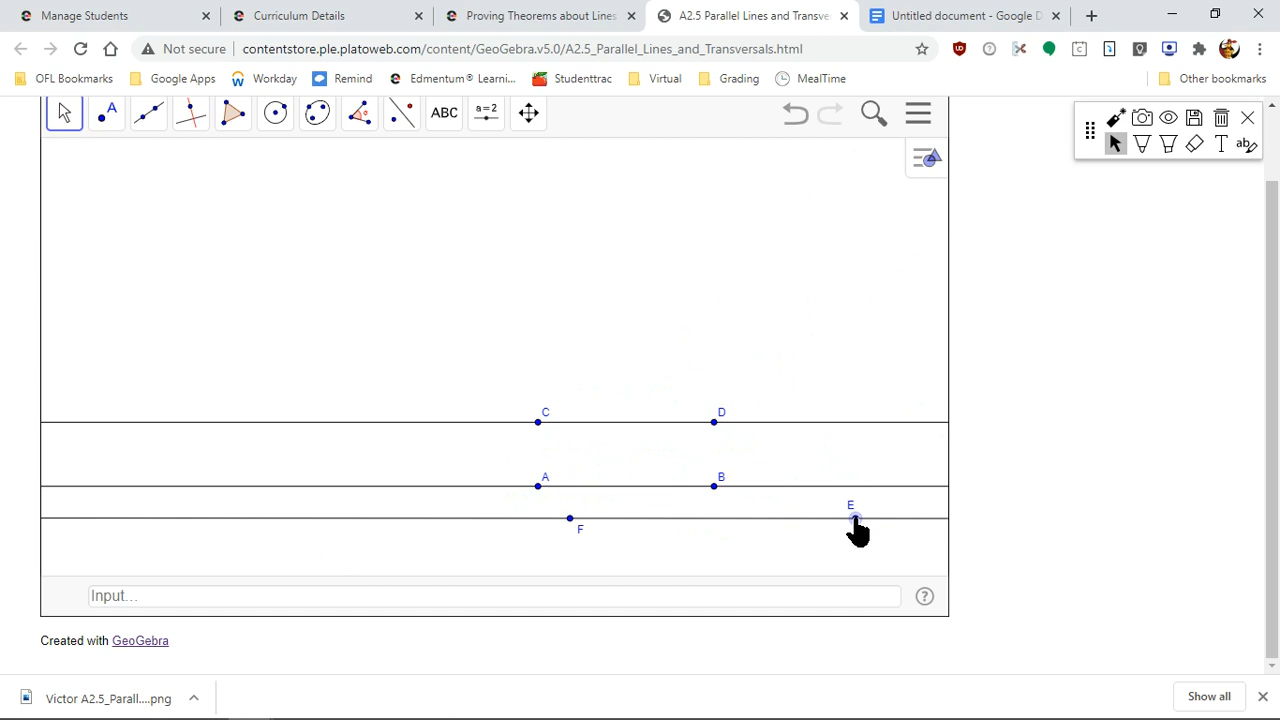 Manage Students
Curriculum Details
Proving Theorems about Lines
A2.5 Parallel Lines and Transve
Untitled document - Google D
Not secure
contentstore.ple.platoweb.com/content/GeoGebra.v5.0/A2.5_Parallel_Lines_and_Transversals.html
OFL Bookmarks
Google Apps
Workday
Remind
Edmentum® Learni...
Studenttrac
Virtual
Grading
MealTime
Other bookmarks
A
ABC
a=2
T
ab
C
D
A
B
E
F
Input...
Created with GeoGebra
Victor A2.5_Parall....png
Show all